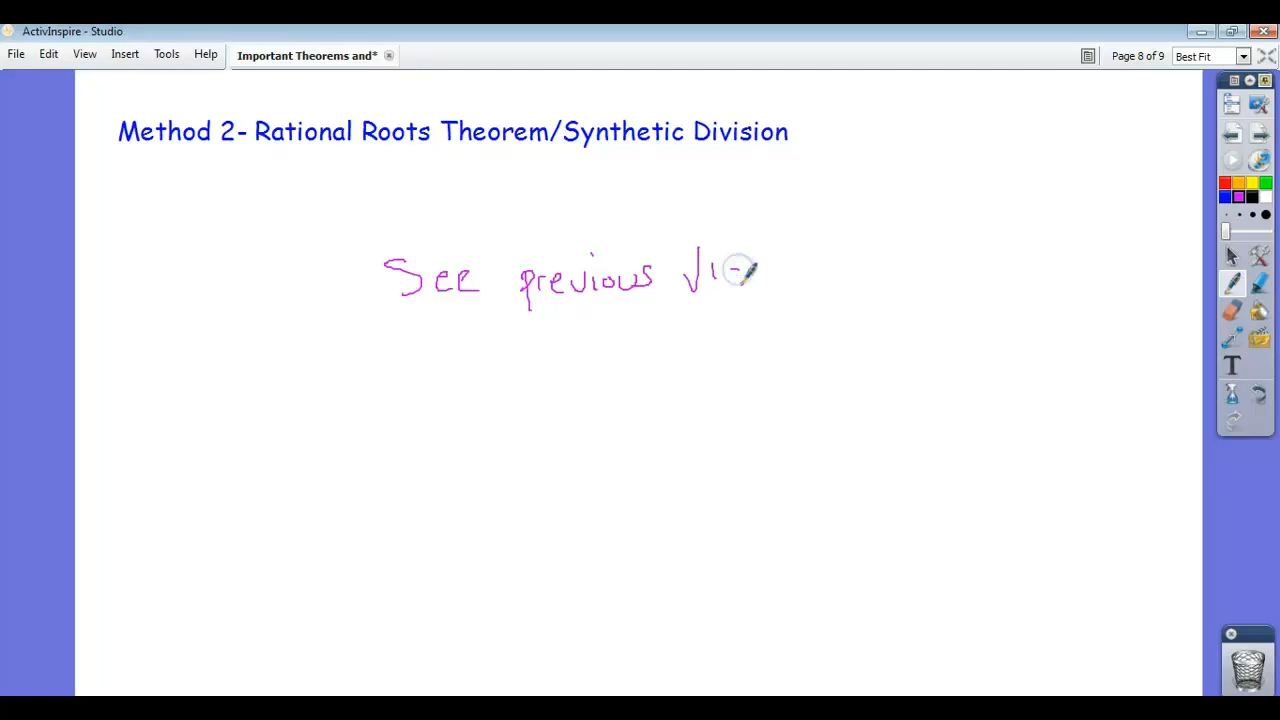 ActivInspire - Studio
File Edit View Insert Tools Help Important Theorems and* Page 8 of 9 Best Fit
Method 2- Rational Roots Theorem/Synthetic Division
See previous
T